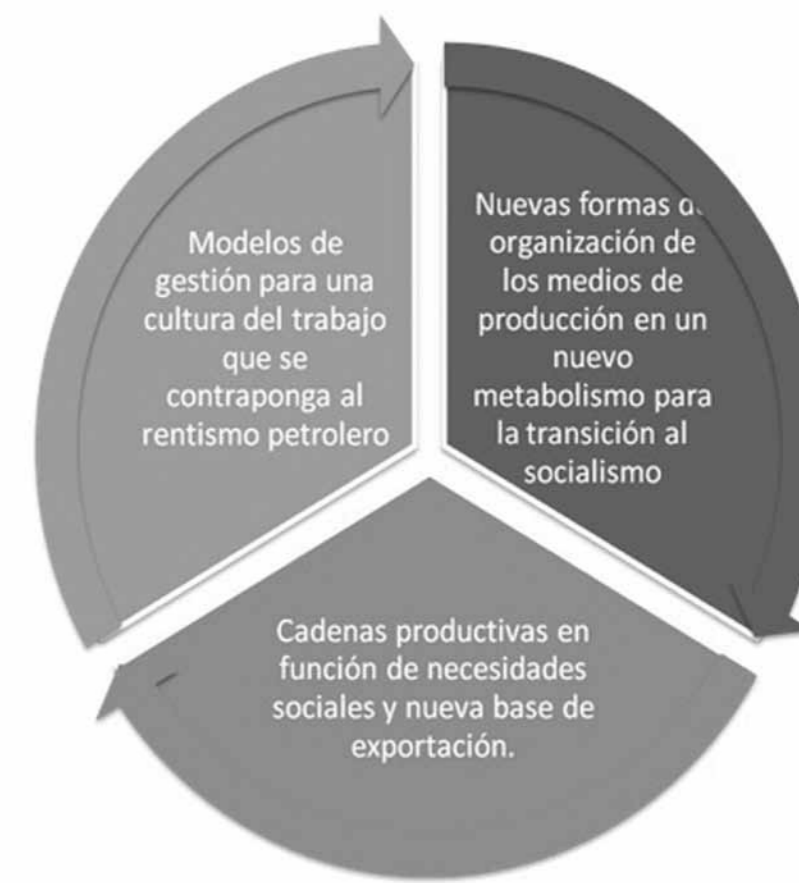 Modelos de
gestión para una
cultura del trabajo
que se
contraponga al
rentismo petrolero
Nuevas formas de
organización de
los medios de
producción en un
nuevo
metabolismo para
la transición al
socialismo
Cadenas productivas en
función de necesidades
sociales y nueva base de
exportación.